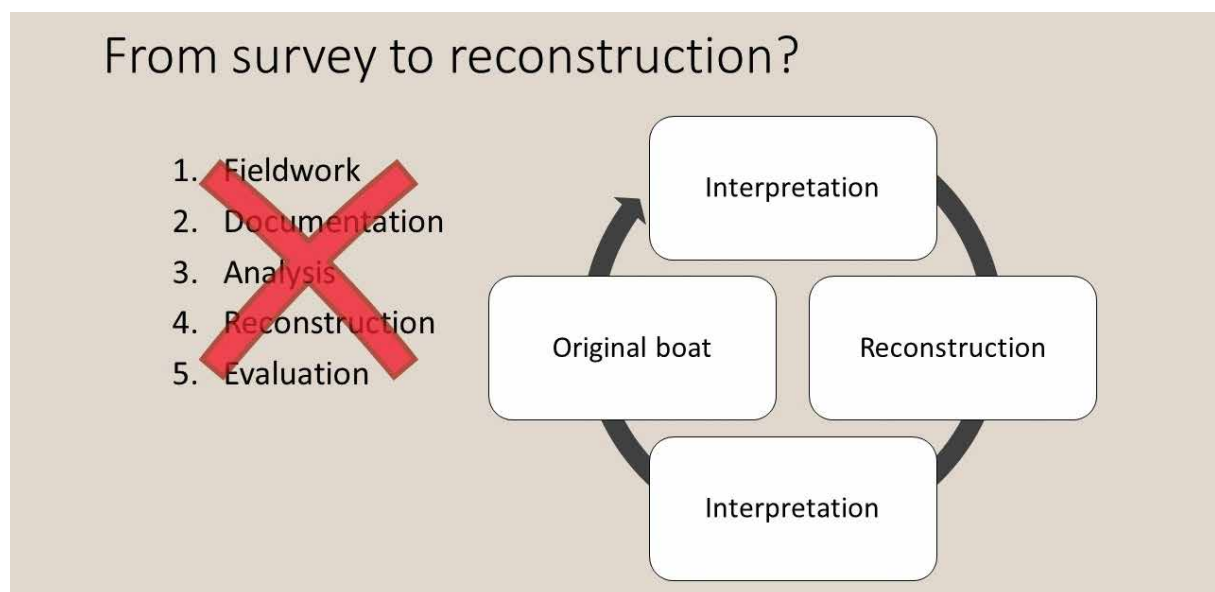 From survey to reconstruction?
1. Fieldwork
2. Documentation
3. Analysis
4. Reconstruction
5. Evaluation
Interpretation
Original boat
Reconstruction
Interpretation